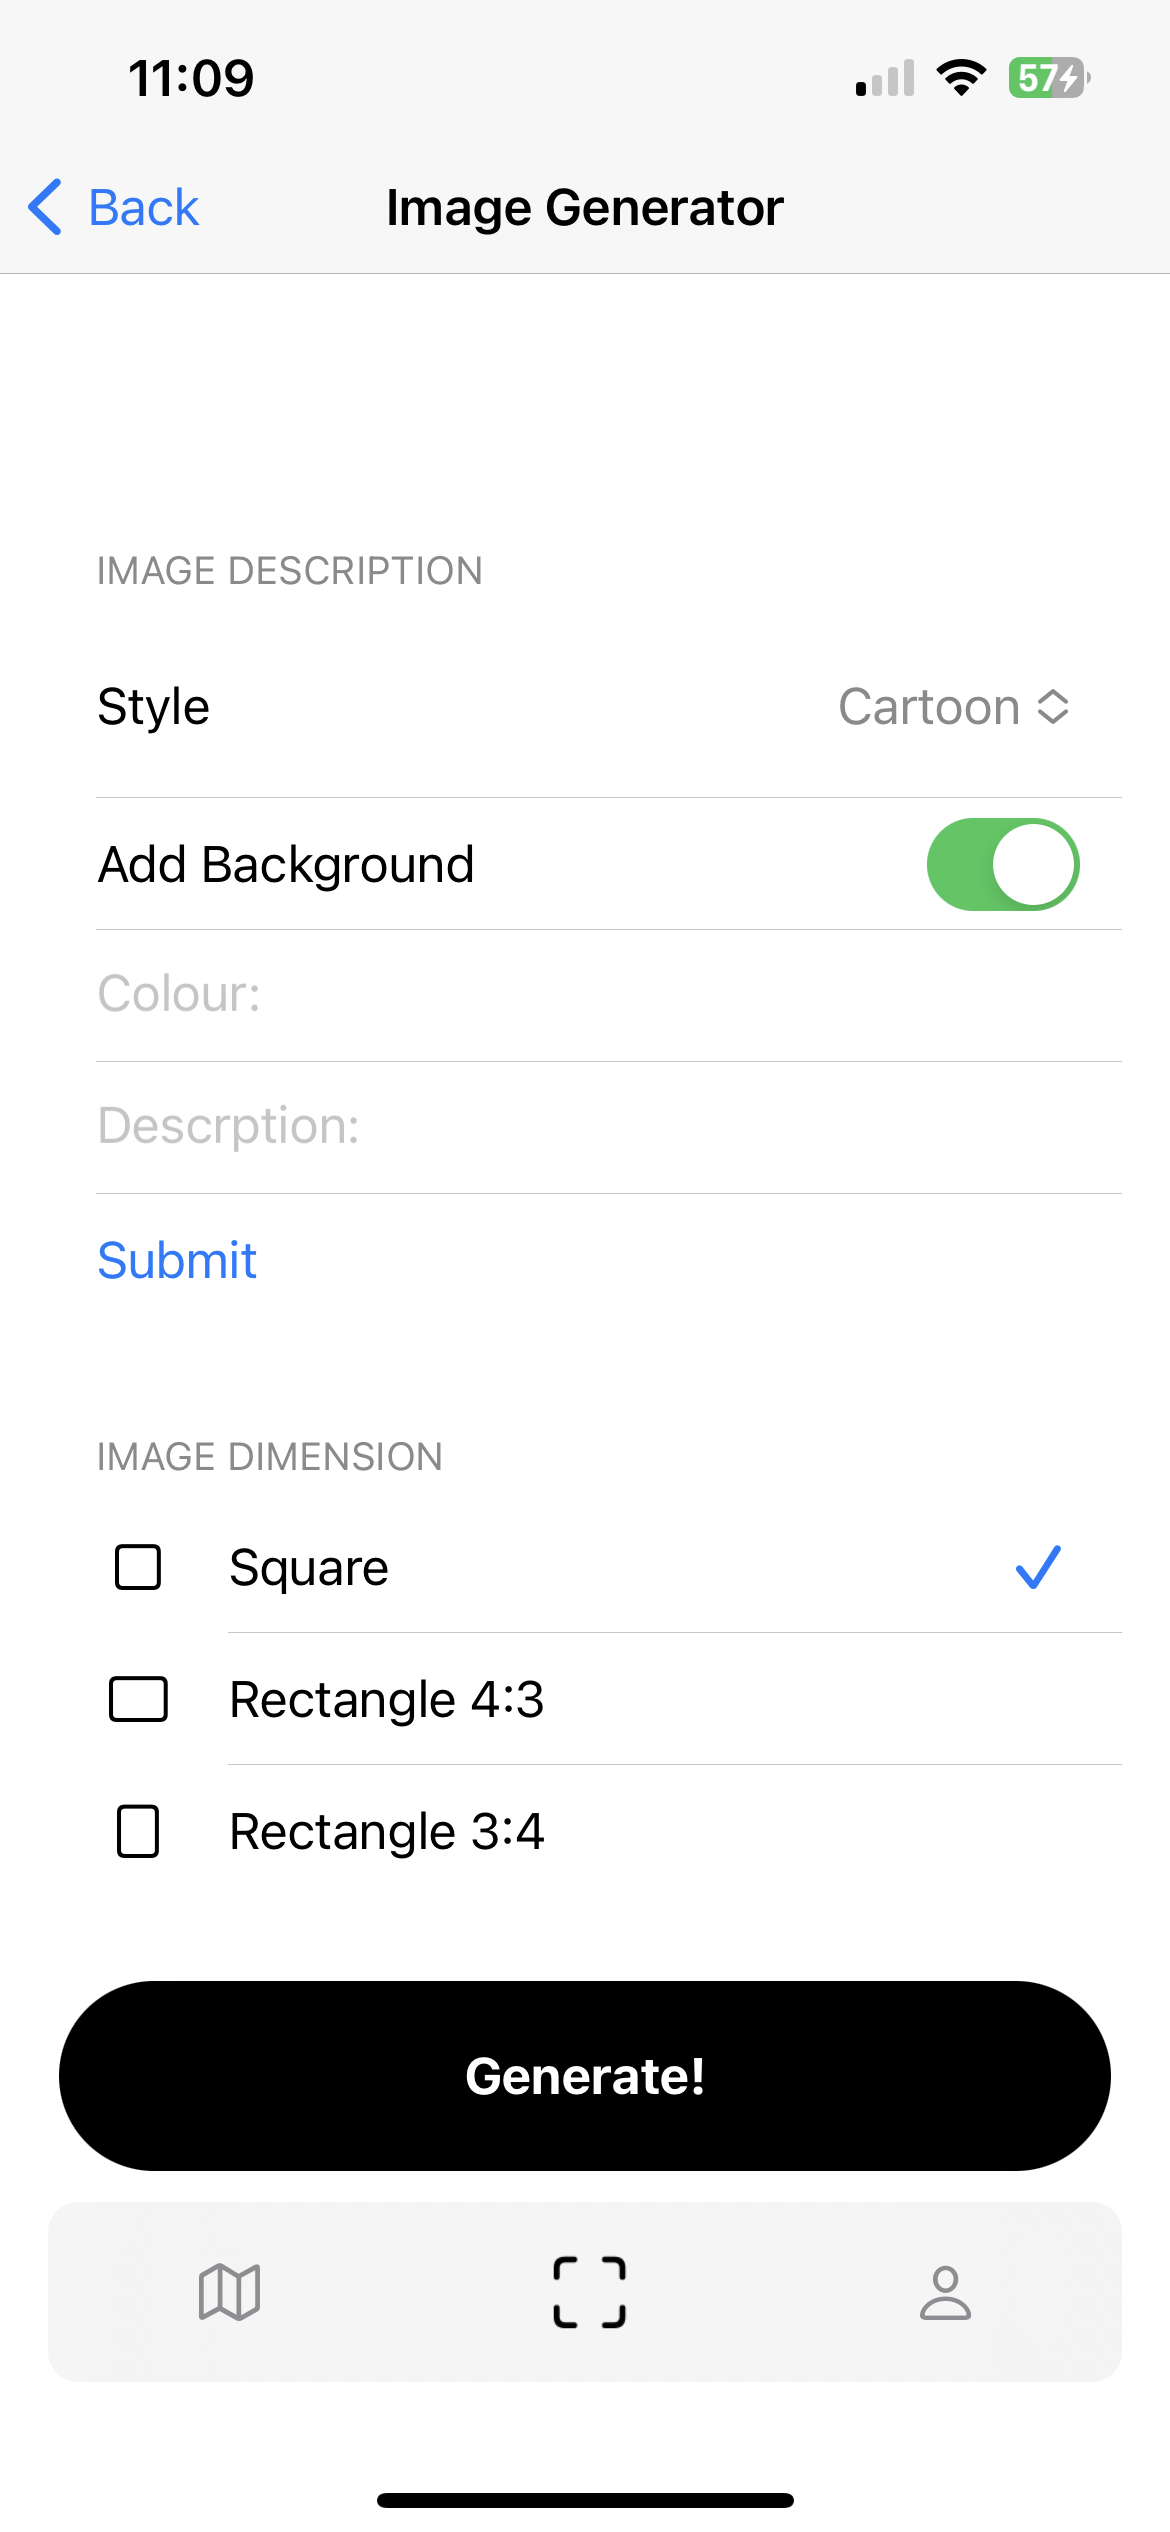 11:09
57
Back
Image Generator
IMAGE DESCRIPTION
Style
Cartoon
Add Background
Colour:
Descrption:
Submit
IMAGE DIMENSION
Square
Rectangle 4:3
Rectangle 3:4
Generate!